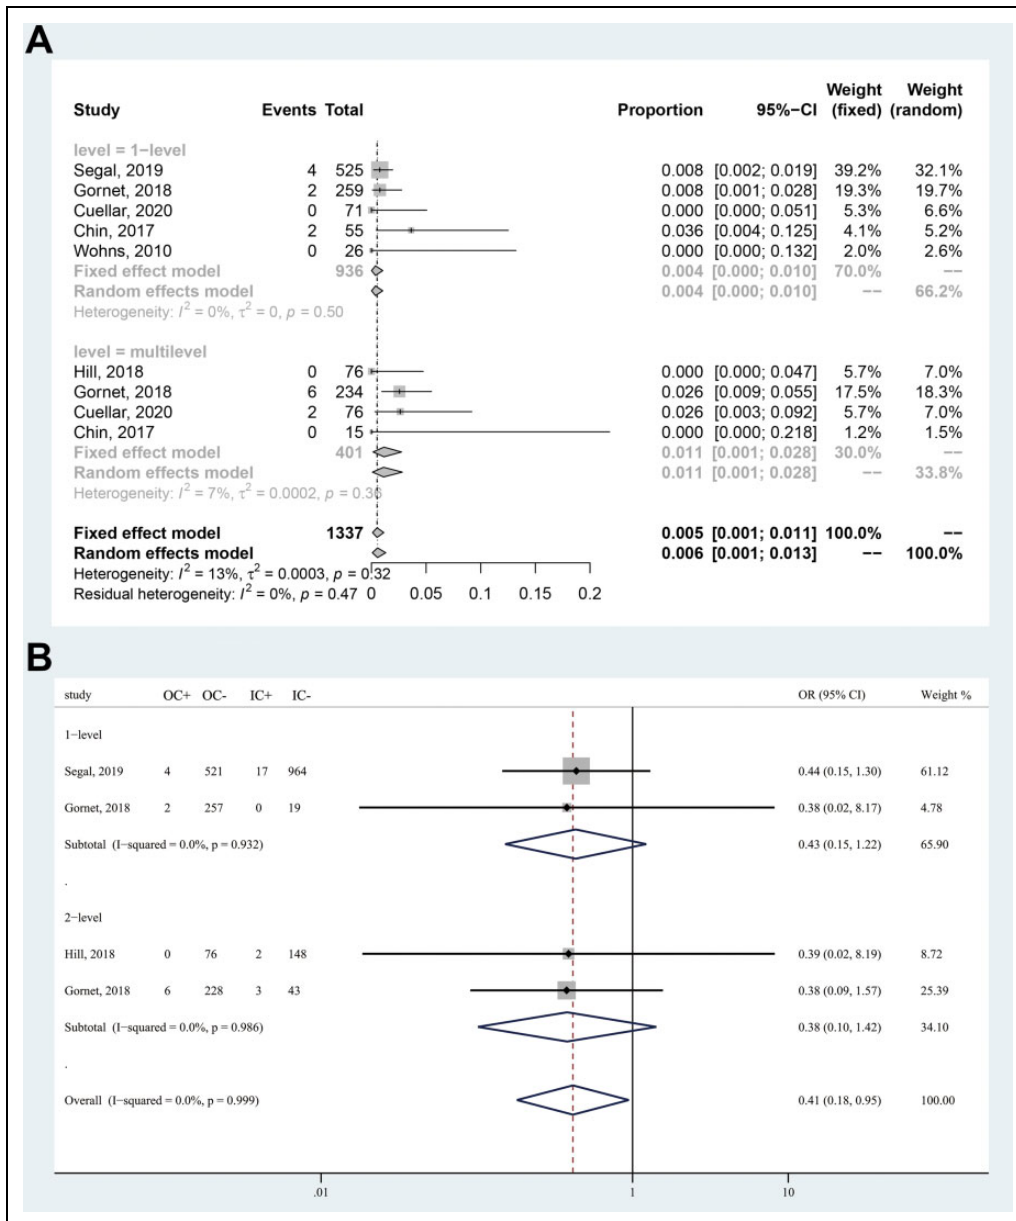 A
Weight Weight
Study Events Total Proportion 95%−CI (fixed) (random)
level = 1−level
Segal, 2019 4 525 0.008 [0.002; 0.019] 39.2% 32.1%
Gornet, 2018 2 259 0.008 [0.001; 0.028] 19.3% 19.7%
Cuellar, 2020 0 71 0.000 [0.000; 0.051] 5.3% 6.6%
Chin, 2017 2 55 0.036 [0.004; 0.125] 4.1% 5.2%
Wohns, 2010 0 26 0.000 [0.000; 0.132] 2.0% 2.6%
Fixed effect model 936 0.004 [0.000; 0.010] 70.0% −−
Random effects model 0.004 [0.000; 0.010] −− 66.2%
Heterogeneity: I² = 0%, τ² = 0, p = 0.50
level = multilevel
Hill, 2018 0 76 0.000 [0.000; 0.047] 5.7% 7.0%
Gornet, 2018 6 234 0.026 [0.009; 0.055] 17.5% 18.3%
Cuellar, 2020 2 76 0.026 [0.003; 0.092] 5.7% 7.0%
Chin, 2017 0 15 0.000 [0.000; 0.218] 1.2% 1.5%
Fixed effect model 401 0.011 [0.001; 0.028] 30.0% −−
Random effects model 0.011 [0.001; 0.028] −− 33.8%
Heterogeneity: I² = 7%, τ² = 0.0002, p = 0.36
Fixed effect model 1337 0.005 [0.001; 0.011] 100.0% −−
Random effects model 0.006 [0.001; 0.013] −− 100.0%
Heterogeneity: I² = 13%, τ² = 0.0003, p = 0.32
Residual heterogeneity: I² = 0%, p = 0.47 0 0.05 0.1 0.15 0.2
B
study OC+ OC- IC+ IC- OR (95% CI) Weight %
1−level
Segal, 2019 4 521 17 964 0.44 (0.15, 1.30) 61.12
Gornet, 2018 2 257 0 19 0.38 (0.02, 8.17) 4.78
Subtotal (I−squared = 0.0%, p = 0.932) 0.43 (0.15, 1.22) 65.90
.
2−level
Hill, 2018 0 76 2 148 0.39 (0.02, 8.19) 8.72
Gornet, 2018 6 228 3 43 0.38 (0.09, 1.57) 25.39
Subtotal (I−squared = 0.0%, p = 0.986) 0.38 (0.10, 1.42) 34.10
.
Overall (I−squared = 0.0%, p = 0.999) 0.41 (0.18, 0.95) 100.00
.01 1 10